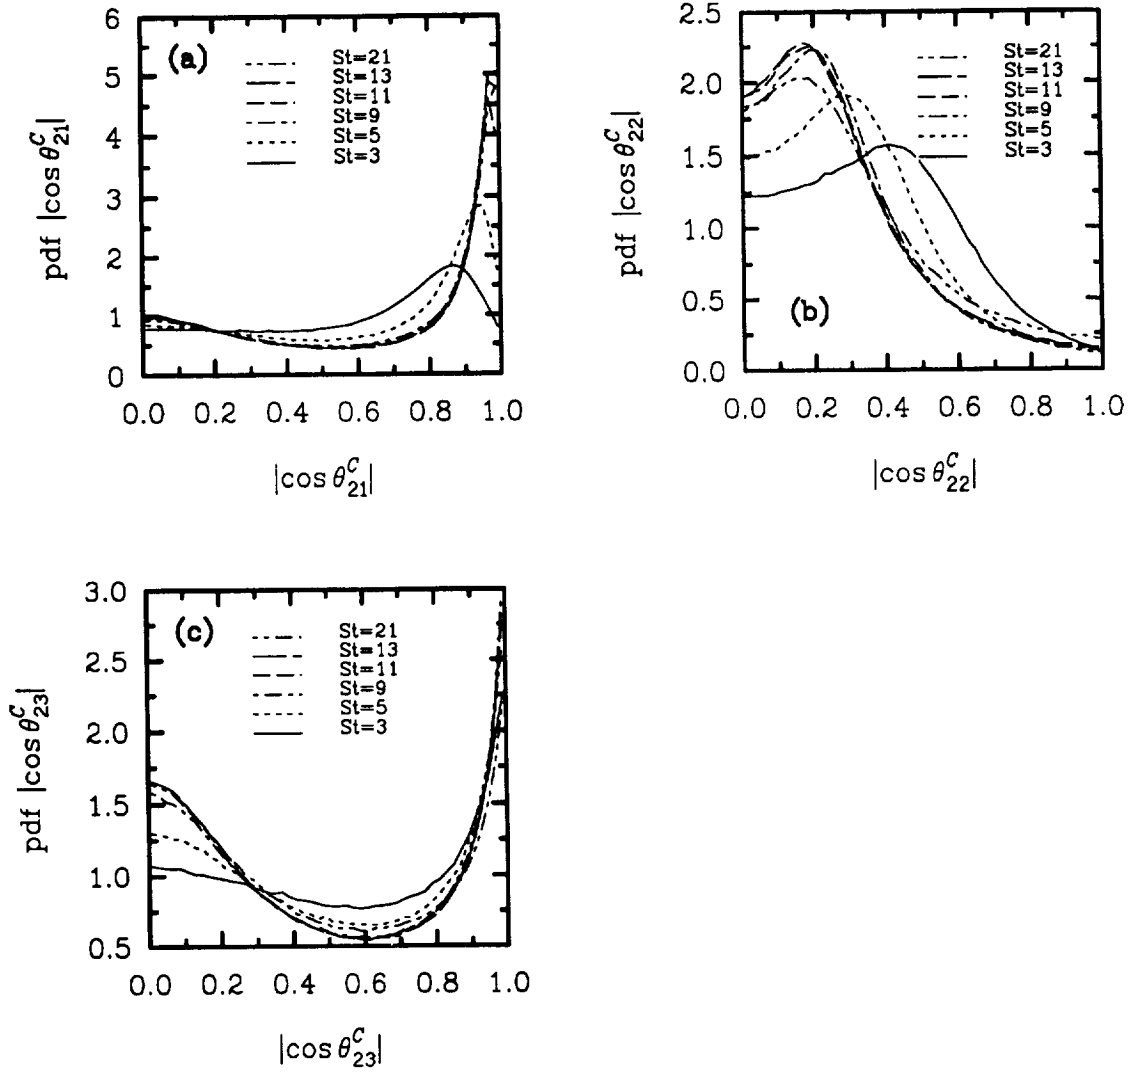 (a)
St=21
St=13
St=11
St=9
St=5
St=3
6
5
4
3
2
1
0
pdf |cos θ^C_21|
0.0 0.2 0.4 0.6 0.8 1.0
|cos θ^C_21|
(b)
St=21
St=13
St=11
St=9
St=5
St=3
2.5
2.0
1.5
1.0
0.5
0.0
pdf |cos θ^C_22|
0.0 0.2 0.4 0.6 0.8 1.0
|cos θ^C_22|
(c)
St=21
St=13
St=11
St=9
St=5
St=3
3.0
2.5
2.0
1.5
1.0
0.5
pdf |cos θ^C_23|
0.0 0.2 0.4 0.6 0.8 1.0
|cos θ^C_23|